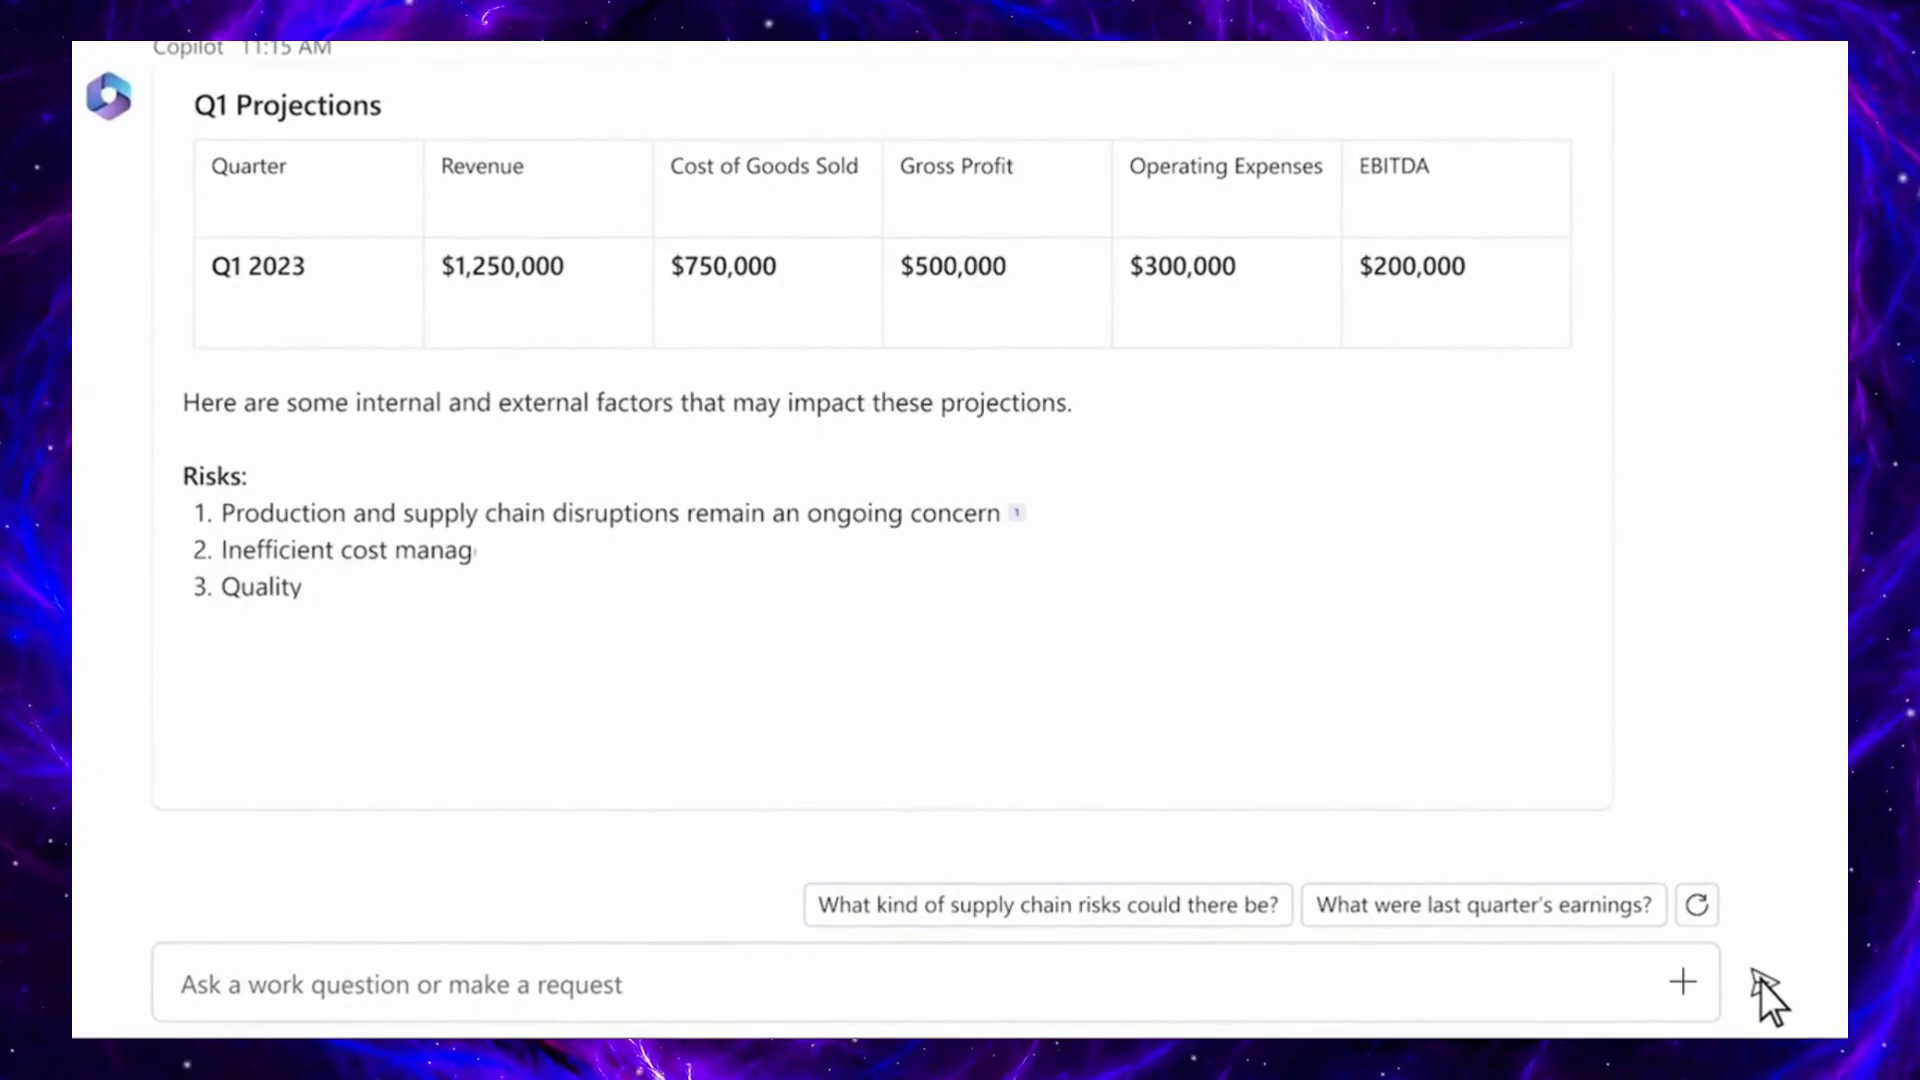 Copilot 11:15 AM
Q1 Projections
Quarter Revenue Cost of Goods Sold Gross Profit Operating Expenses EBITDA
Q1 2023 $1,250,000 $750,000 $500,000 $300,000 $200,000
Here are some internal and external factors that may impact these projections.
Risks:
1. Production and supply chain disruptions remain an ongoing concern 1
2. Inefficient cost manag
3. Quality
What kind of supply chain risks could there be? What were last quarter's earnings?
Ask a work question or make a request